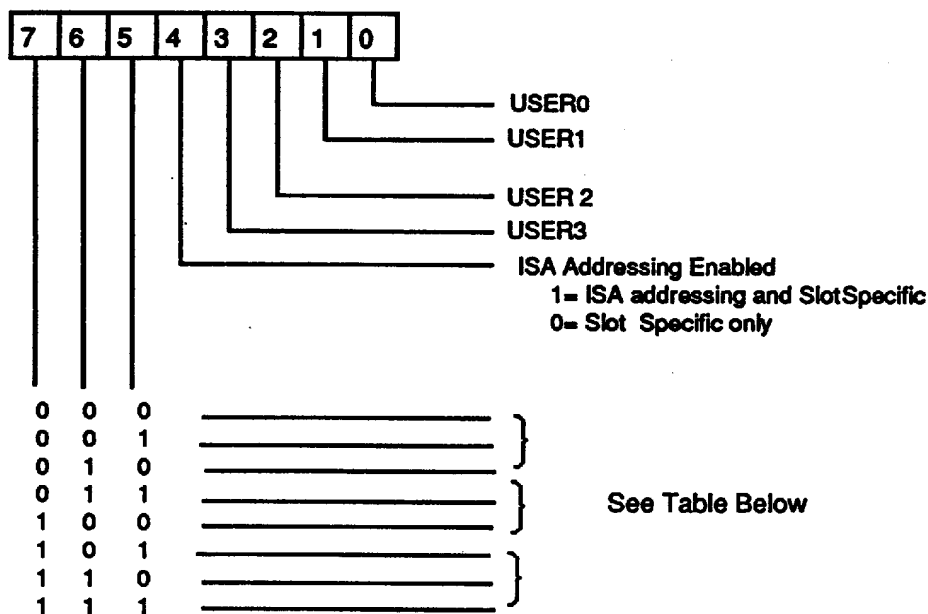 7 6 5 4 3 2 1 0
USER0
USER1
USER 2
USER3
ISA Addressing Enabled
1= ISA addressing and SlotSpecific
0= Slot Specific only
0 0 0
0 0 1
0 1 0
0 1 1
1 0 0
1 0 1
1 1 0
1 1 1
See Table Below